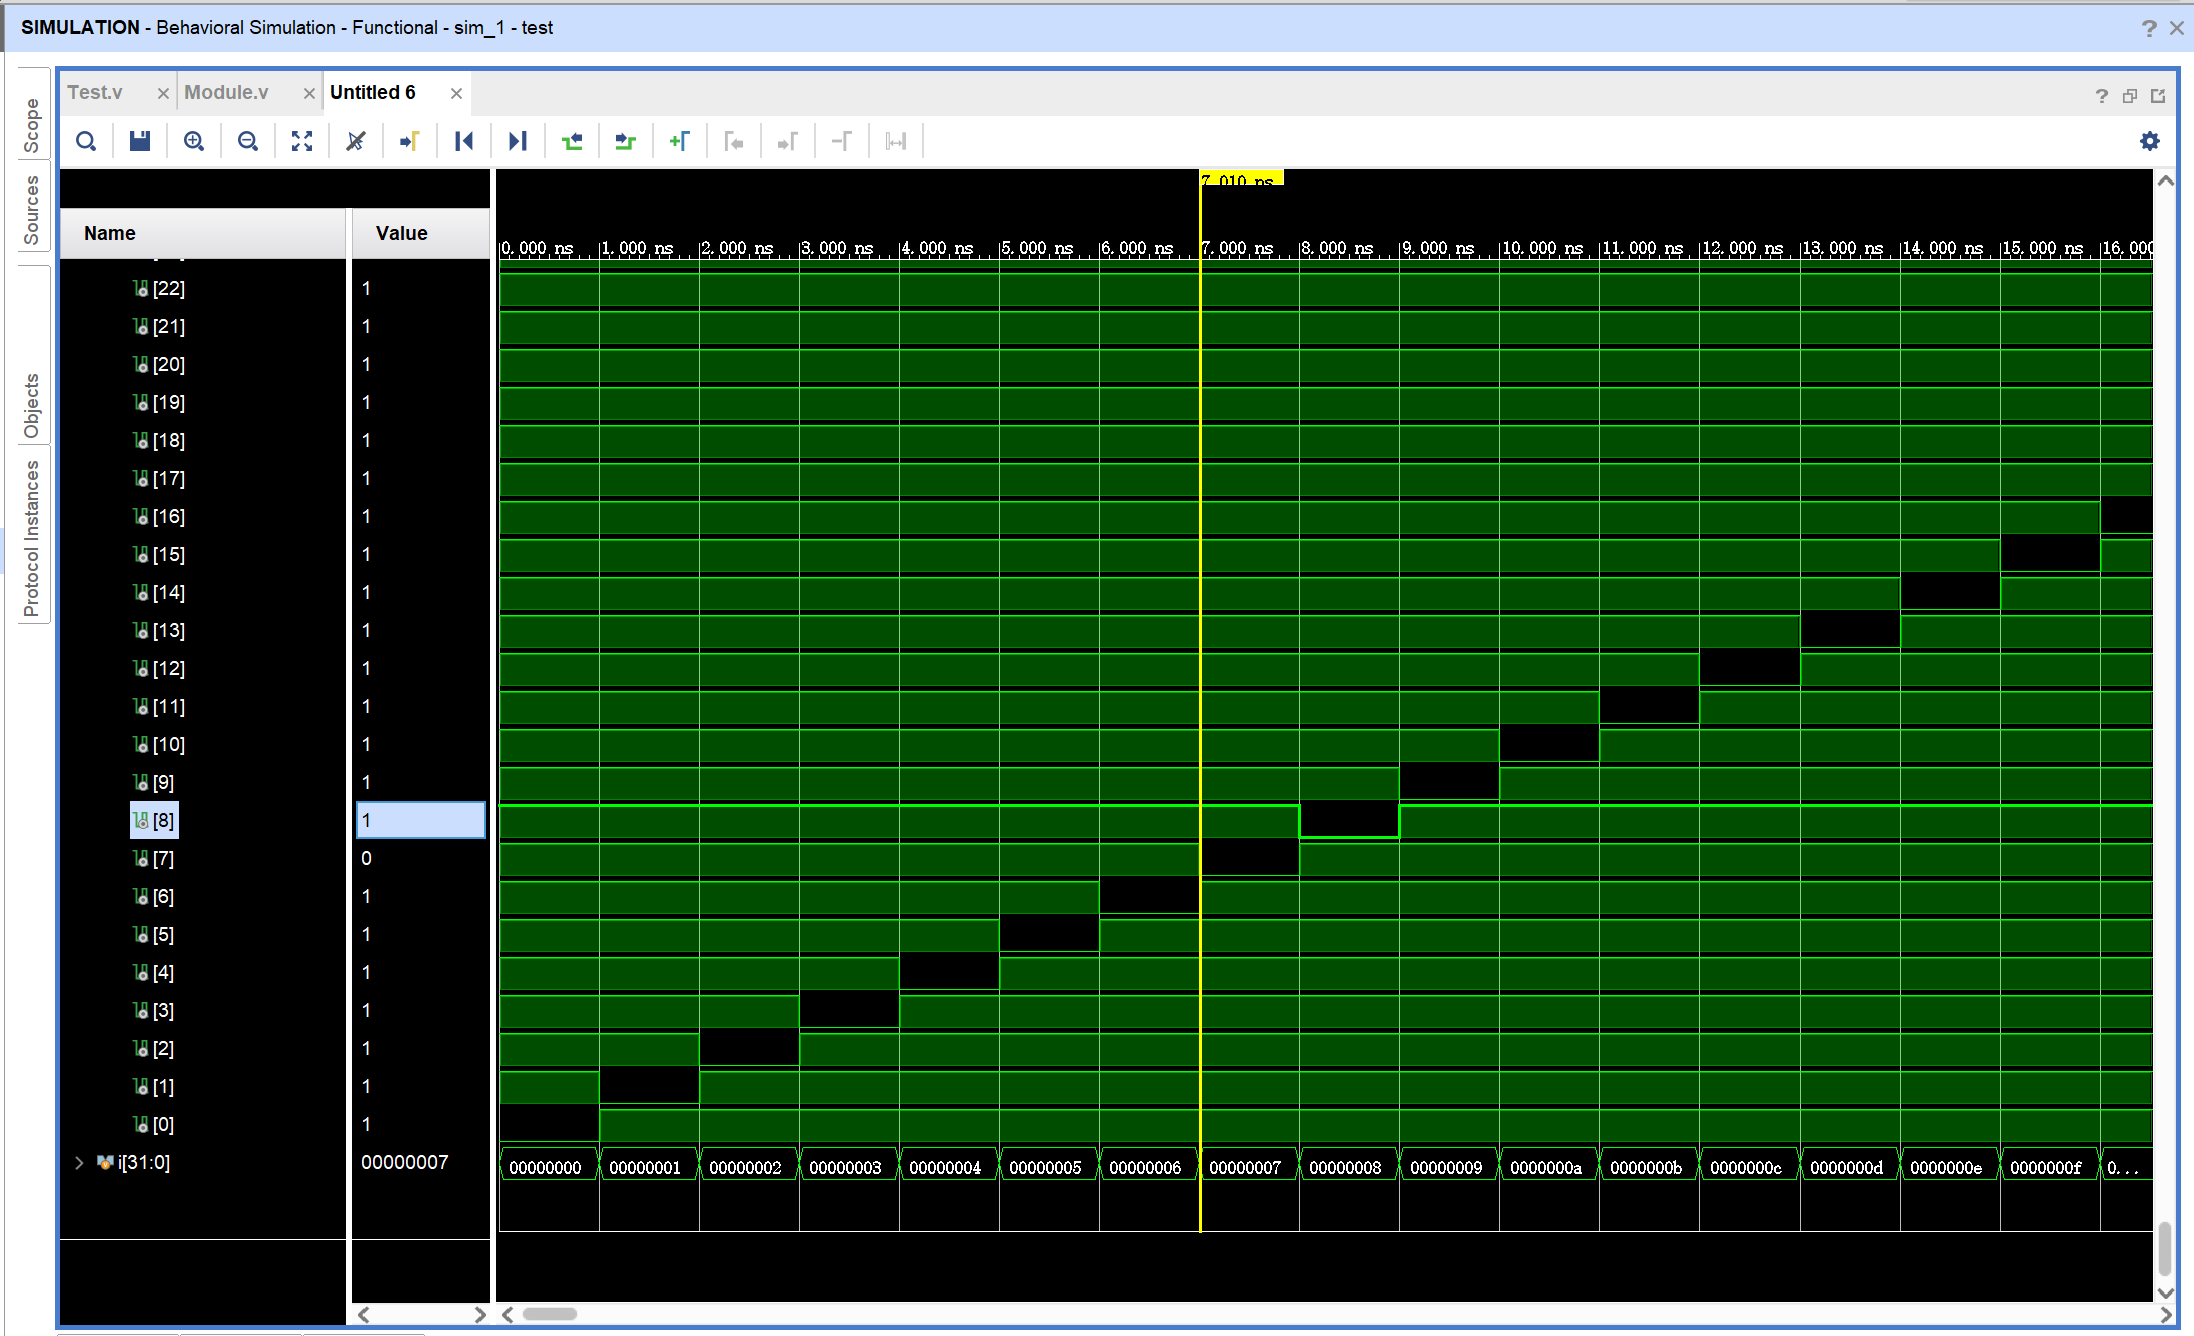 SIMULATION - Behavioral Simulation - Functional - sim_1 - test
Scope
Sources
Objects
Protocol Instances
Test.v
Module.v
Untitled 6
7.010 ns
Name Value
0.000 ns 1.000 ns 2.000 ns 3.000 ns 4.000 ns 5.000 ns 6.000 ns 7.000 ns 8.000 ns 9.000 ns 10.000 ns 11.000 ns 12.000 ns 13.000 ns 14.000 ns 15.000 ns 16.000
[22] 1
[21] 1
[20] 1
[19] 1
[18] 1
[17] 1
[16] 1
[15] 1
[14] 1
[13] 1
[12] 1
[11] 1
[10] 1
[9] 1
[8] 1
[7] 0
[6] 1
[5] 1
[4] 1
[3] 1
[2] 1
[1] 1
[0] 1
i[31:0] 00000007 00000000 00000001 00000002 00000003 00000004 00000005 00000006 00000007 00000008 00000009 0000000a 0000000b 0000000c 0000000d 0000000e 0000000f 0...